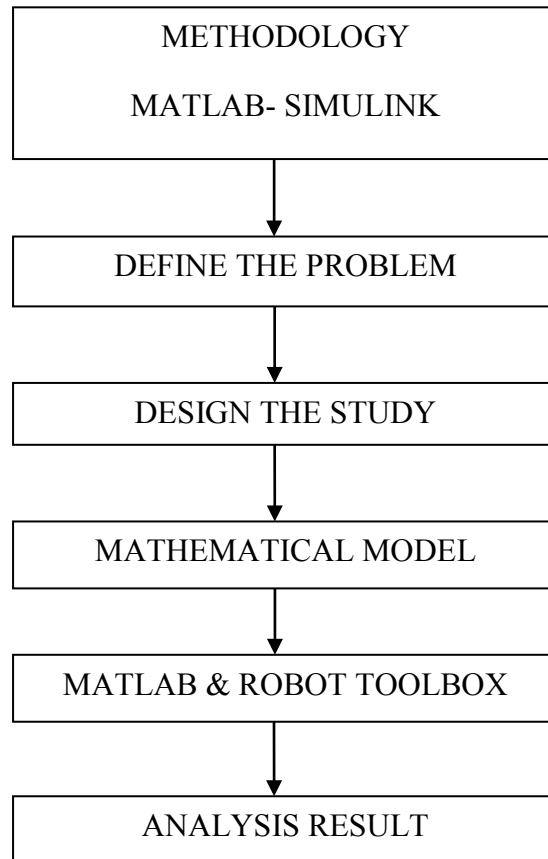 METHODOLOGY
MATLAB- SIMULINK
DEFINE THE PROBLEM
DESIGN THE STUDY
MATHEMATICAL MODEL
MATLAB & ROBOT TOOLBOX
ANALYSIS RESULT